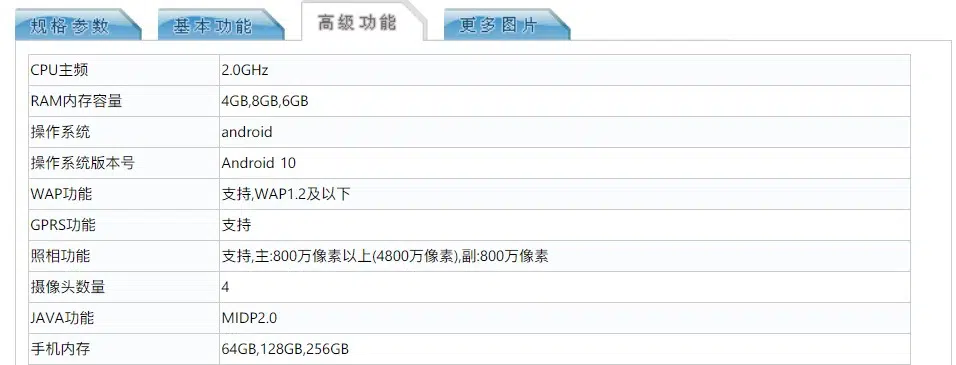 规格参数 基本功能 高级功能 更多图片
CPU主频 2.0GHz
RAM内存容量 4GB,8GB,6GB
操作系统 android
操作系统版本号 Android 10
WAP功能 支持,WAP1.2及以下
GPRS功能 支持
照相功能 支持,主:800万像素以上(4800万像素),副:800万像素
摄像头数量 4
JAVA功能 MIDP2.0
手机内存 64GB,128GB,256GB